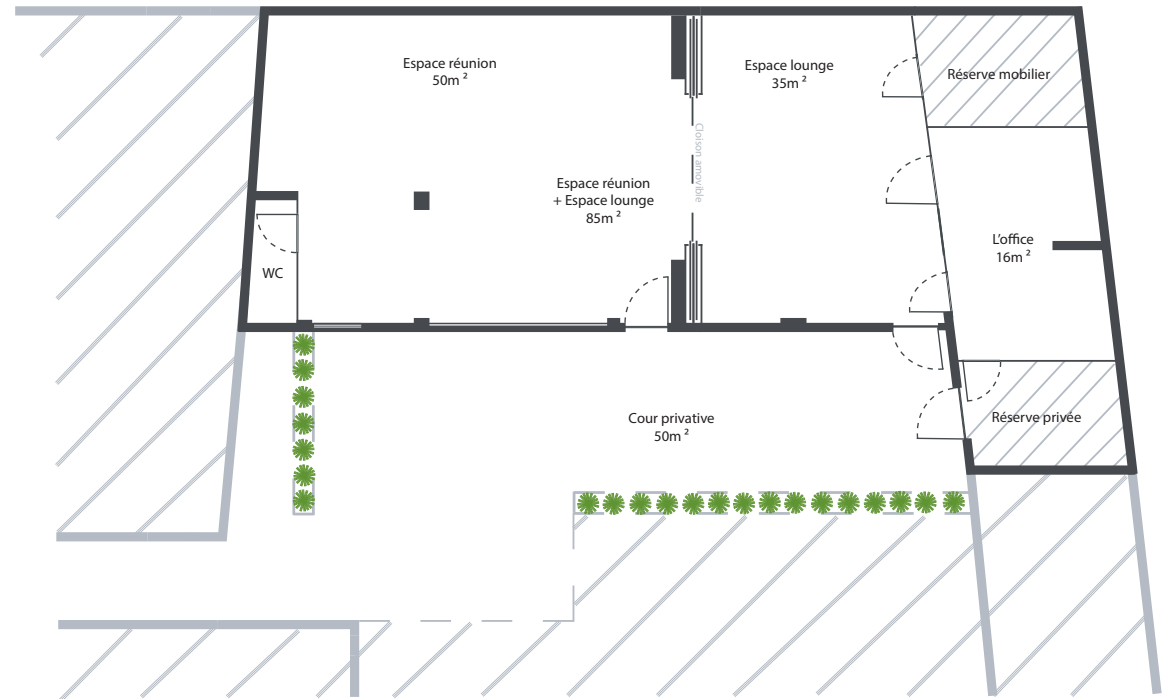 Espace réunion
50m ²
Espace lounge
35m ²
Réserve mobilier
Cloison amovible
Espace réunion
+ Espace lounge
85m ²
L'office
16m ²
WC
Cour privative
50m ²
Réserve privée